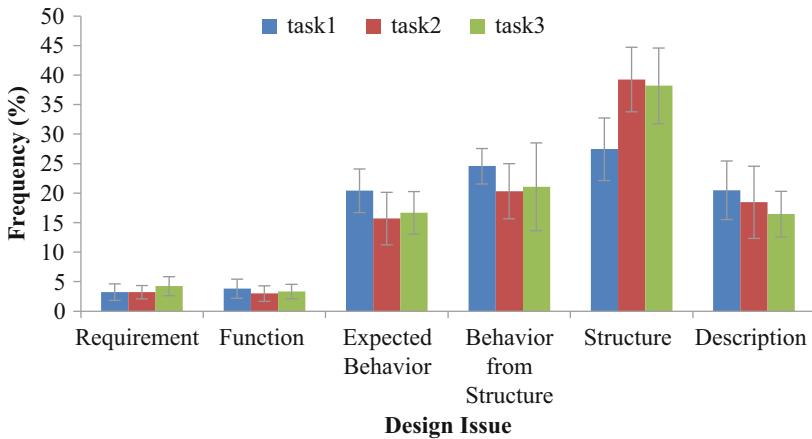 50
45
40
35
30
25
20
15
10
5
0
Frequency (%)
task1 task2 task3
Requirement
Function
Expected
Behavior
Behavior
from
Structure
Structure
Description
Design Issue